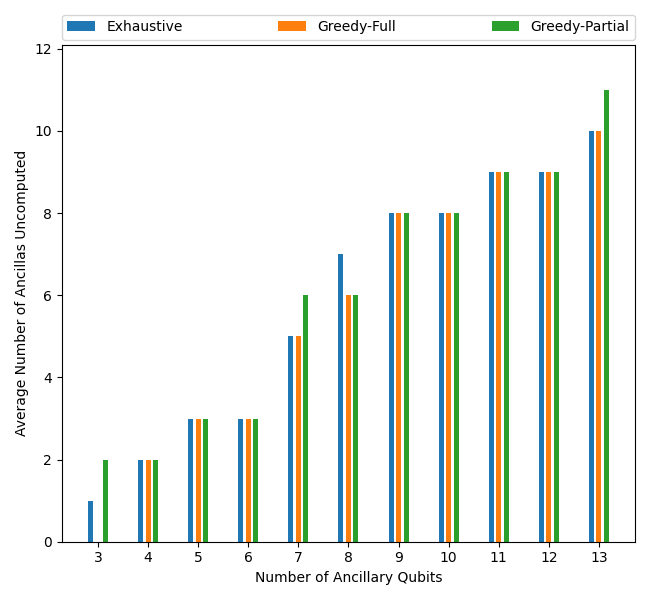 Exhaustive Greedy-Full Greedy-Partial
12
10
8
6
4
2
0
Average Number of Ancillas Uncomputed
3 4 5 6 7 8 9 10 11 12 13
Number of Ancillary Qubits